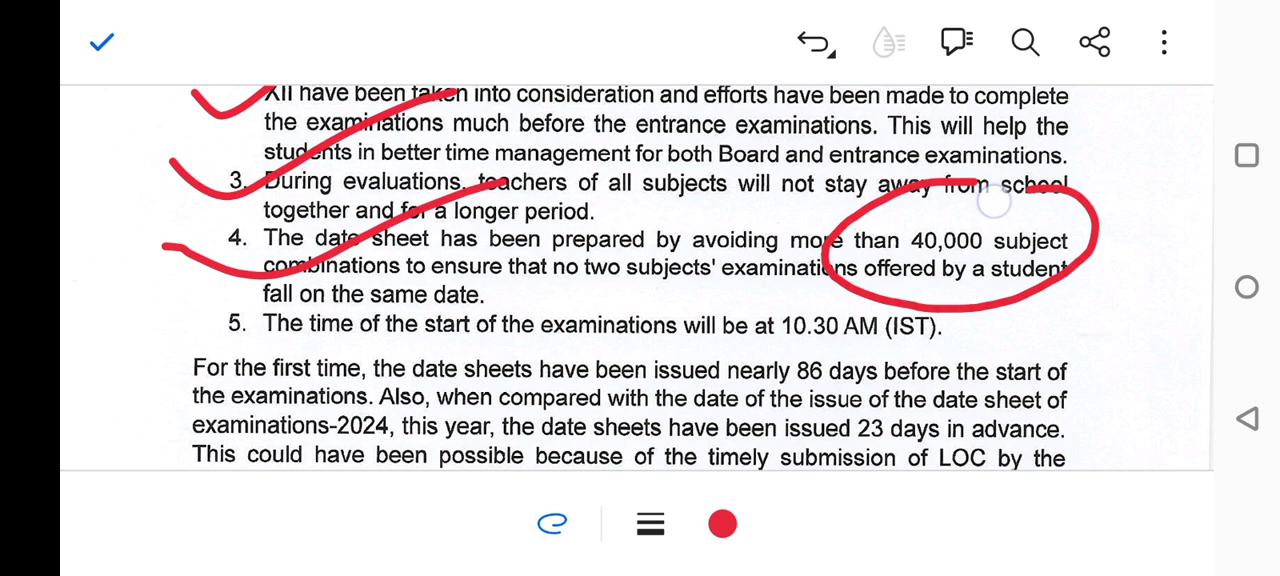 XII have been taken into consideration and efforts have been made to complete
the examinations much before the entrance examinations. This will help the
students in better time management for both Board and entrance examinations.
3. During evaluations, teachers of all subjects will not stay away from school
together and for a longer period.
4. The date sheet has been prepared by avoiding more than 40,000 subject
combinations to ensure that no two subjects' examinations offered by a student
fall on the same date.
5. The time of the start of the examinations will be at 10.30 AM (IST).
For the first time, the date sheets have been issued nearly 86 days before the start of
the examinations. Also, when compared with the date of the issue of the date sheet of
examinations-2024, this year, the date sheets have been issued 23 days in advance.
This could have been possible because of the timely submission of LOC by the